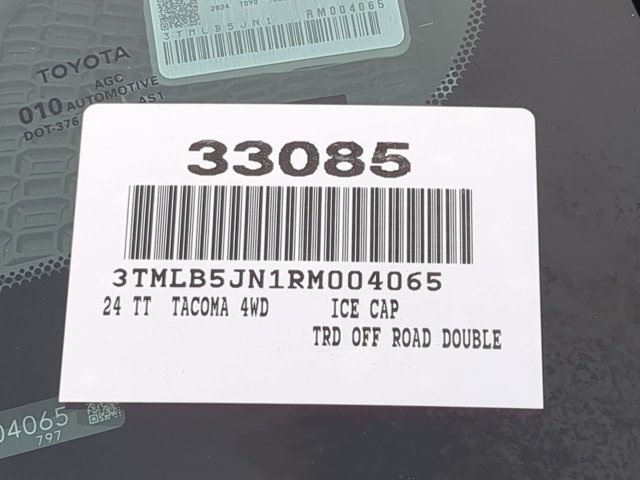 2024 TOYO
3TMLB5JN1 RM004065
TOYOTA
AGC
010 AUTOMOTIVE
DOT-376 AS1
33085
3TMLB5JN1RM004065
24 TT TACOMA 4WD ICE CAP
TRD OFF ROAD DOUBLE
04065
797